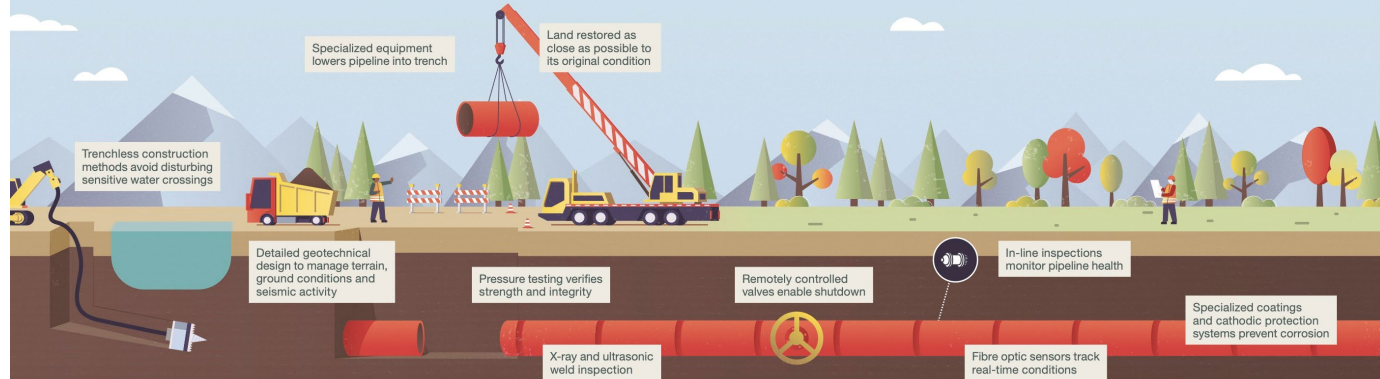 Specialized equipment
lowers pipeline into trench
Land restored as
close as possible to
its original condition
Trenchless construction
methods avoid disturbing
sensitive water crossings
Detailed geotechnical
design to manage terrain,
ground conditions and
seismic activity
Pressure testing verifies
strength and integrity
Remotely controlled
valves enable shutdown
In-line inspections
monitor pipeline health
Specialized coatings
and cathodic protection
systems prevent corrosion
X-ray and ultrasonic
weld inspection
Fibre optic sensors track
real-time conditions